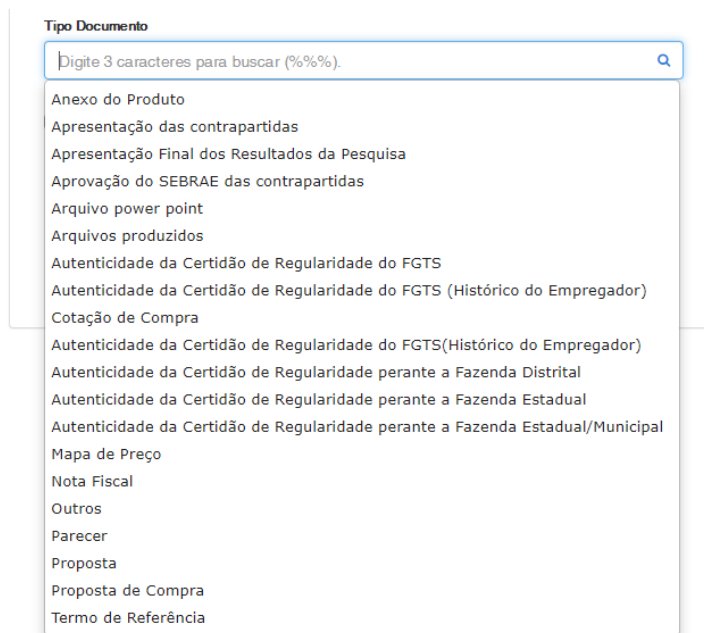 Tipo Documento
Digite 3 caracteres para buscar (%%%).
Anexo do Produto
Apresentação das contrapartidas
Apresentação Final dos Resultados da Pesquisa
Aprovação do SEBRAE das contrapartidas
Arquivo power point
Arquivos produzidos
Autenticidade da Certidão de Regularidade do FGTS
Autenticidade da Certidão de Regularidade do FGTS (Histórico do Empregador)
Cotação de Compra
Autenticidade da Certidão de Regularidade do FGTS(Histórico do Empregador)
Autenticidade da Certidão de Regularidade perante a Fazenda Distrital
Autenticidade da Certidão de Regularidade perante a Fazenda Estadual
Autenticidade da Certidão de Regularidade perante a Fazenda Estadual/Municipal
Mapa de Preço
Nota Fiscal
Outros
Parecer
Proposta
Proposta de Compra
Termo de Referência